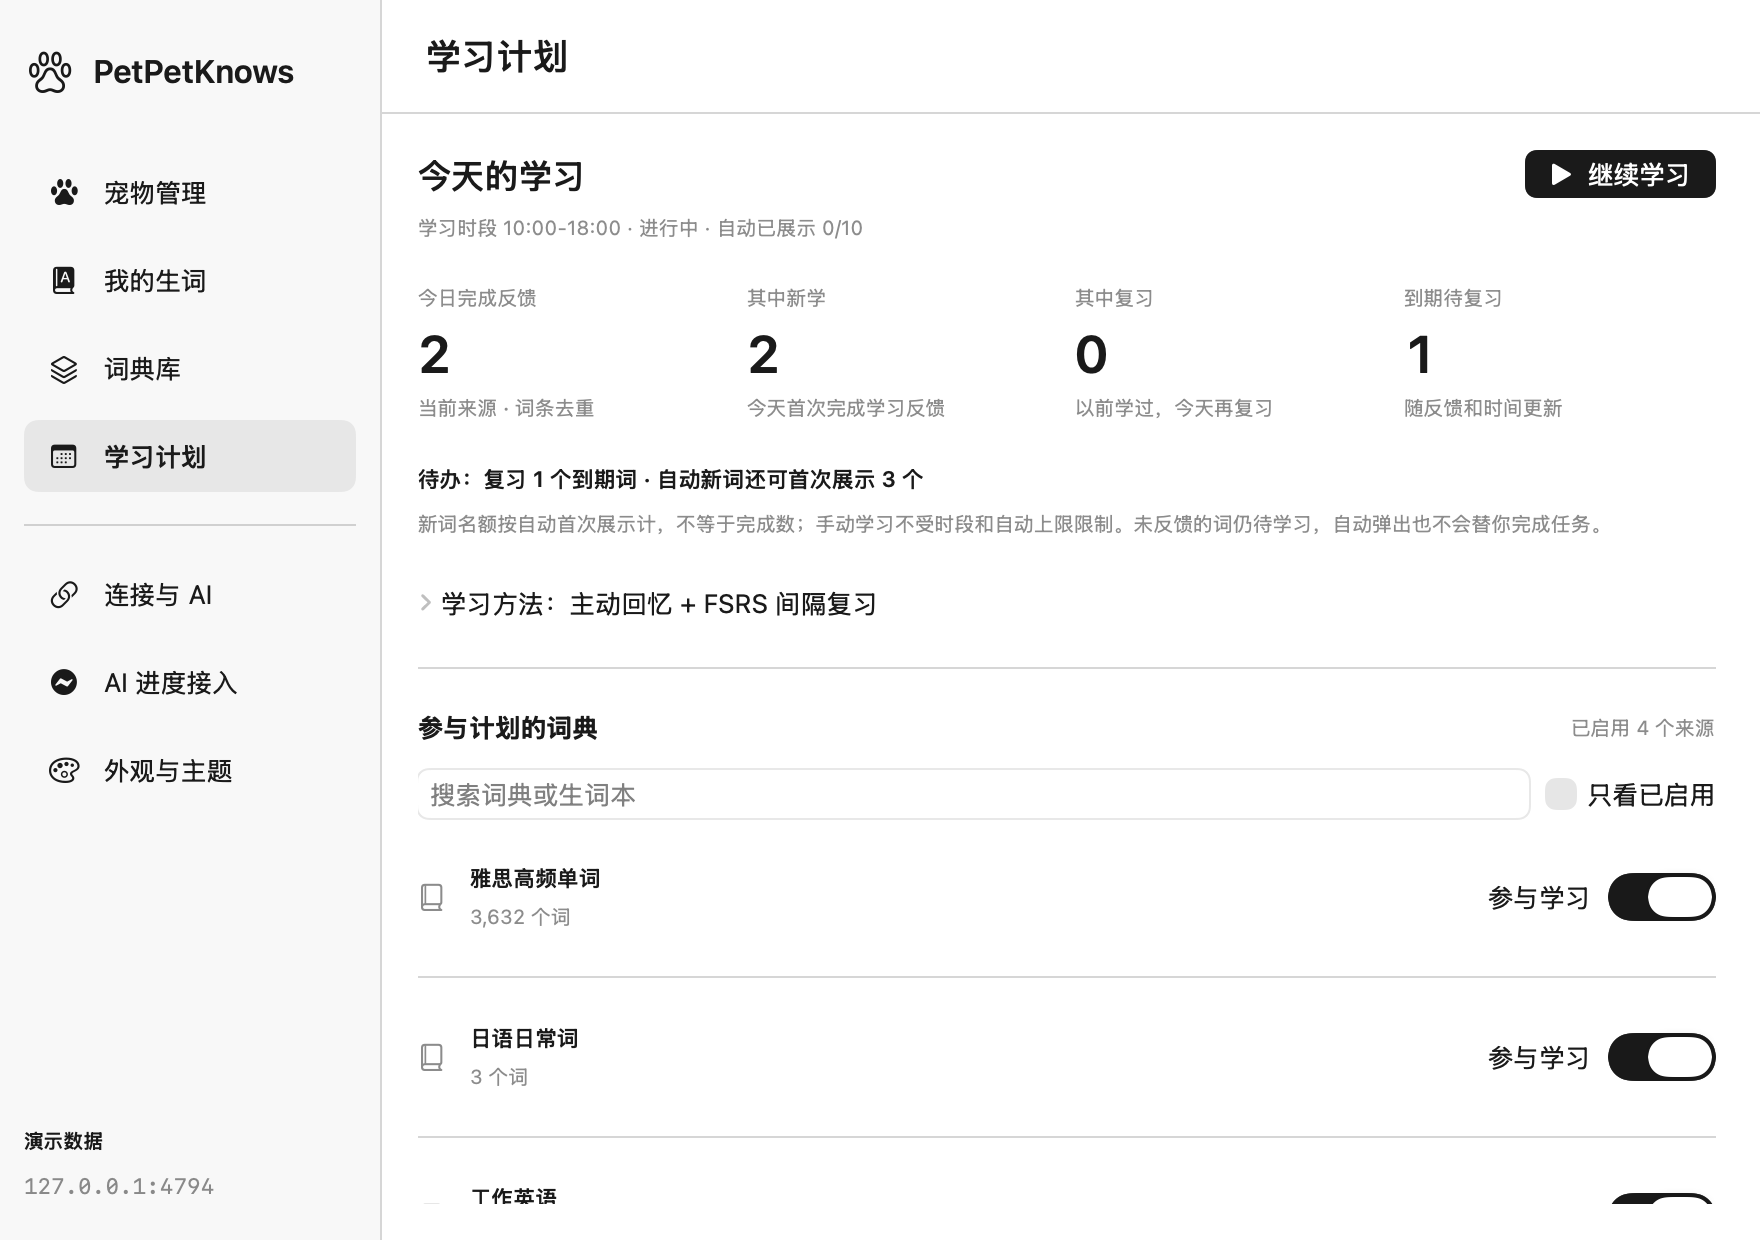 PetPetKnows
宠物管理
我的生词
词典库
学习计划
连接与 AI
AI 进度接入
外观与主题
演示数据
127.0.0.1:4794
学习计划
今天的学习
继续学习
学习时段 10:00-18:00 · 进行中 · 自动已展示 0/10
今日完成反馈
2
当前来源 · 词条去重
其中新学
2
今天首次完成学习反馈
其中复习
0
以前学过，今天再复习
到期待复习
1
随反馈和时间更新
待办：复习 1 个到期词 · 自动新词还可首次展示 3 个
新词名额按自动首次展示计，不等于完成数；手动学习不受时段和自动上限限制。未反馈的词仍待学习，自动弹出也不会替你完成任务。
学习方法：主动回忆 + FSRS 间隔复习
参与计划的词典
已启用 4 个来源
搜索词典或生词本
只看已启用
雅思高频单词
3,632 个词
参与学习
日语日常词
3 个词
参与学习
工作英语